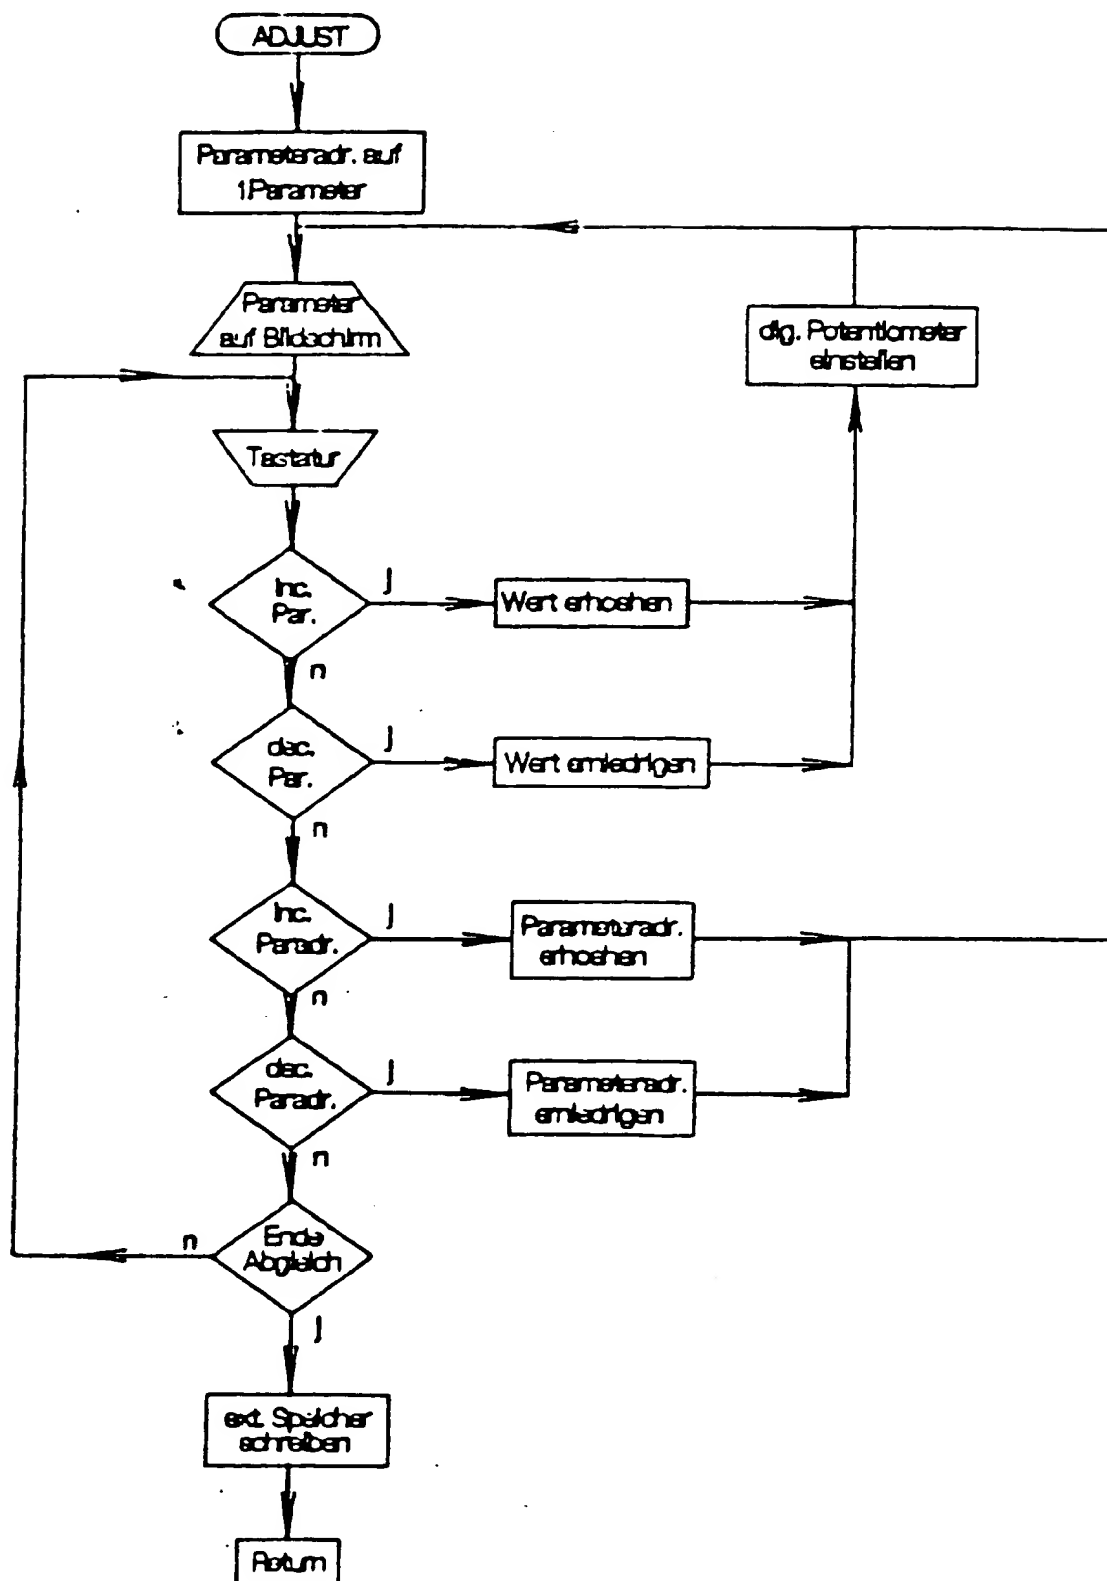 ADJUST
Parameteradr. auf
1.Parameter
Parameter
auf Bildschirm
dig. Potentiometer
einstellen
Tastatur
Inc.
Par.
j
Wert erhoehen
n
dec.
Par.
j
Wert erniedrigen
n
Inc.
Paradr.
j
Parameteradr.
erhoehen
n
dec.
Paradr.
j
Parameteradr.
erniedrigen
n
Ende
Abgleich
n
j
ext. Speicher
schreiben
Return